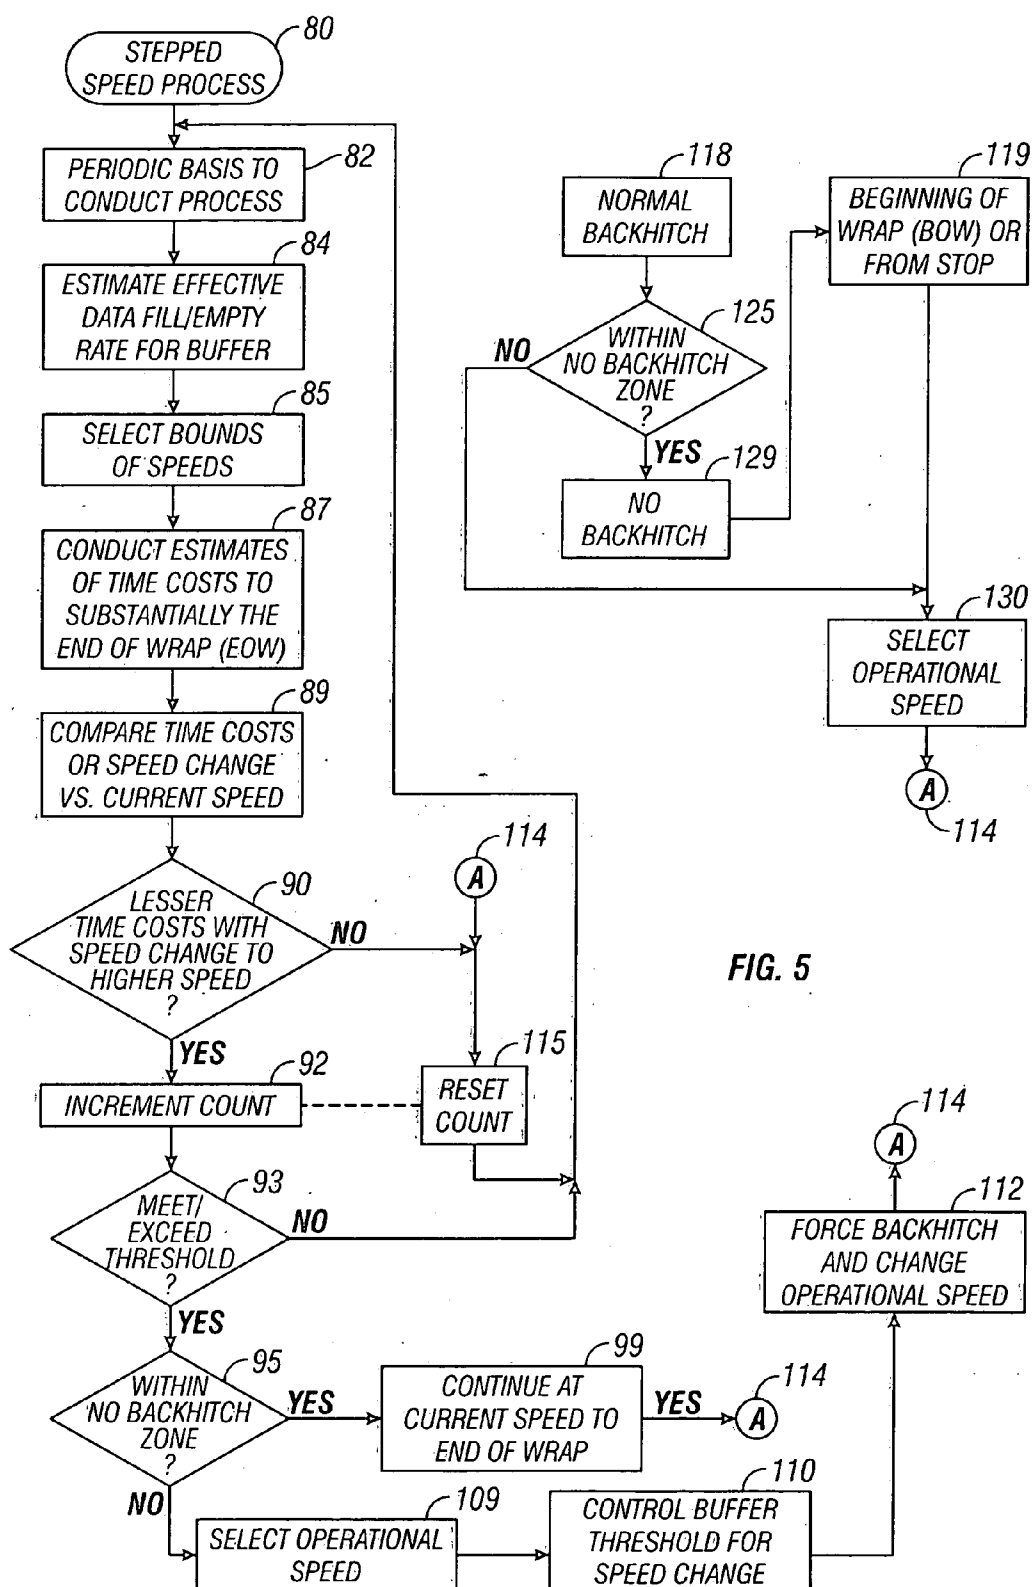 80
STEPPED
SPEED PROCESS
82
PERIODIC BASIS TO
CONDUCT PROCESS
84
ESTIMATE EFFECTIVE
DATA FILL/EMPTY
RATE FOR BUFFER
85
SELECT BOUNDS
OF SPEEDS
87
CONDUCT ESTIMATES
OF TIME COSTS TO
SUBSTANTIALLY THE
END OF WRAP (EOW)
89
COMPARE TIME COSTS
OR SPEED CHANGE
VS. CURRENT SPEED
90
LESSER
TIME COSTS WITH
SPEED CHANGE TO
HIGHER SPEED
?
NO
YES
114
A
115
RESET
COUNT
92
INCREMENT COUNT
93
MEET/
EXCEED
THRESHOLD
?
NO
YES
95
WITHIN
NO BACKHITCH
ZONE
?
YES
NO
99
CONTINUE AT
CURRENT SPEED TO
END OF WRAP
YES
114
A
109
SELECT OPERATIONAL
SPEED
110
CONTROL BUFFER
THRESHOLD FOR
SPEED CHANGE
112
FORCE BACKHITCH
AND CHANGE
OPERATIONAL SPEED
114
A
118
NORMAL
BACKHITCH
125
WITHIN
NO BACKHITCH
ZONE
?
NO
YES
129
NO
BACKHITCH
119
BEGINNING OF
WRAP (BOW) OR
FROM STOP
130
SELECT
OPERATIONAL
SPEED
A
114
FIG. 5